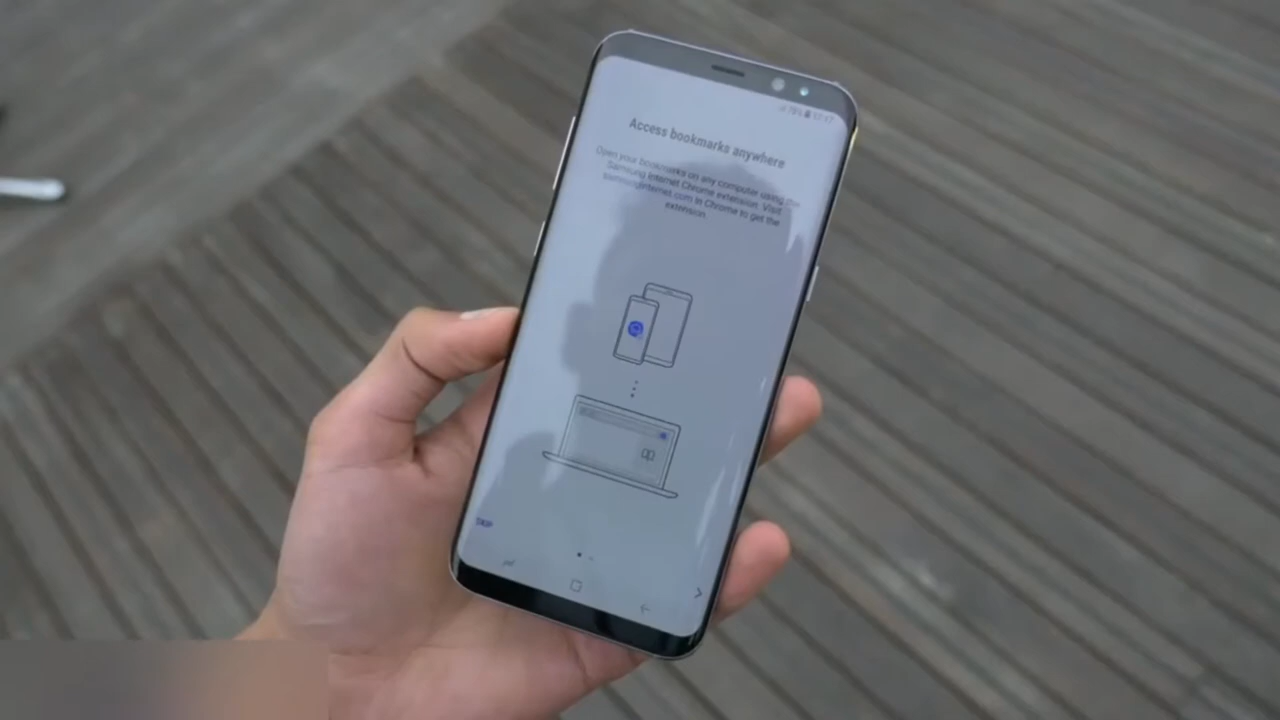 Access bookmarks anywhere
Open your bookmarks on any computer using the
Samsung Internet Chrome extension. Visit
samsunginternet.com in Chrome to get the
extension.
SKIP